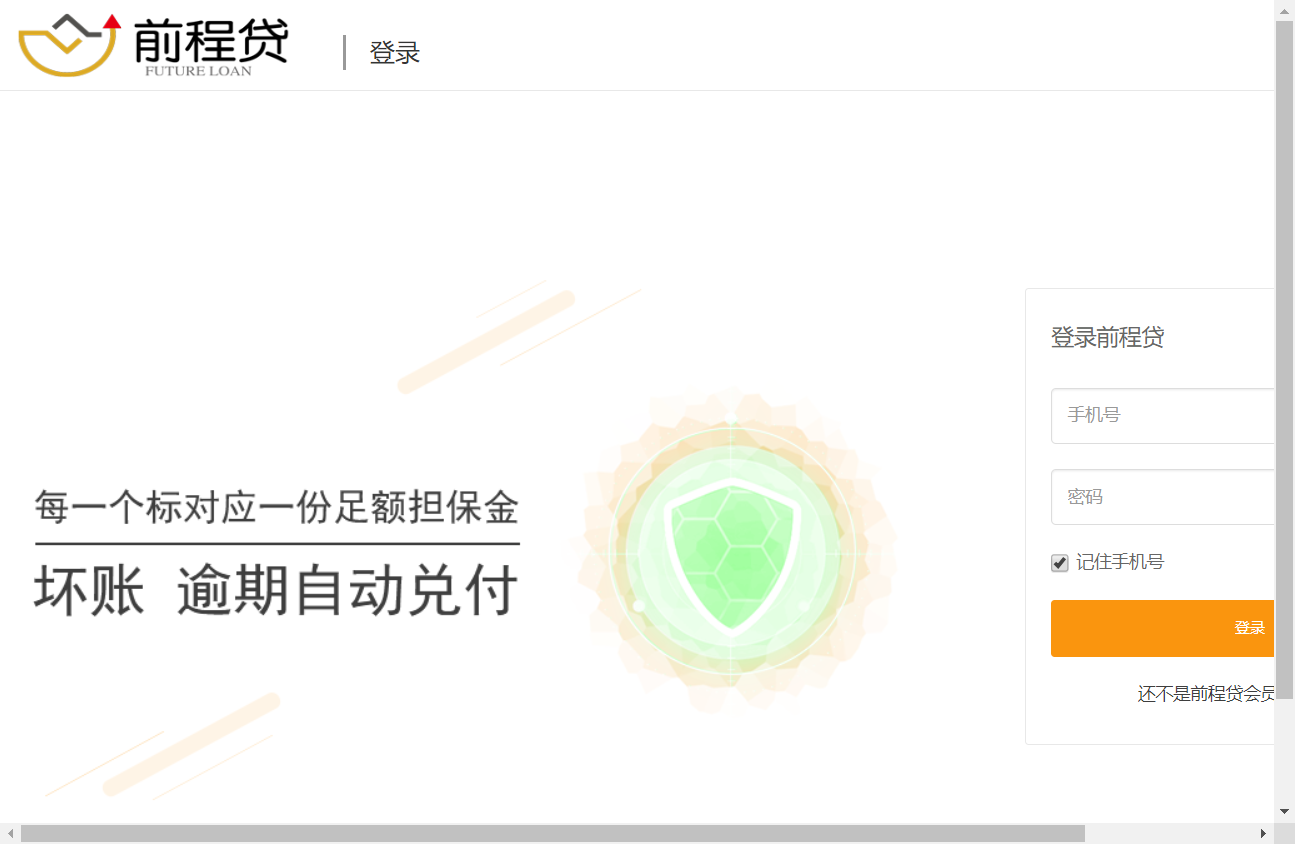 前程贷
FUTURE LOAN
登录
登录前程贷
手机号
每一个标对应一份足额担保金
密码
坏账 逾期自动兑付
记住手机号
登录
还不是前程贷会员